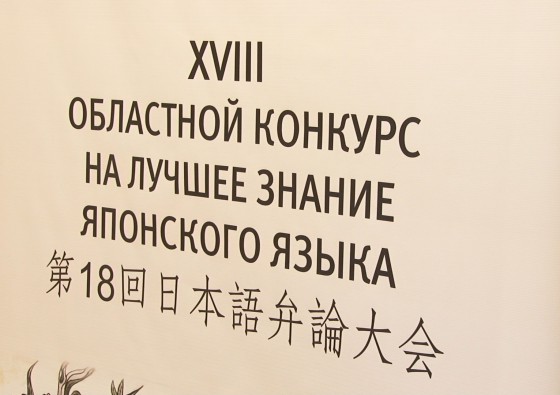 XVIII
ОБЛАСТНОЙ КОНКУРС
НА ЛУЧШЕЕ ЗНАНИЕ
ЯПОНСКОГО ЯЗЫКА
第18回日本語弁論大会